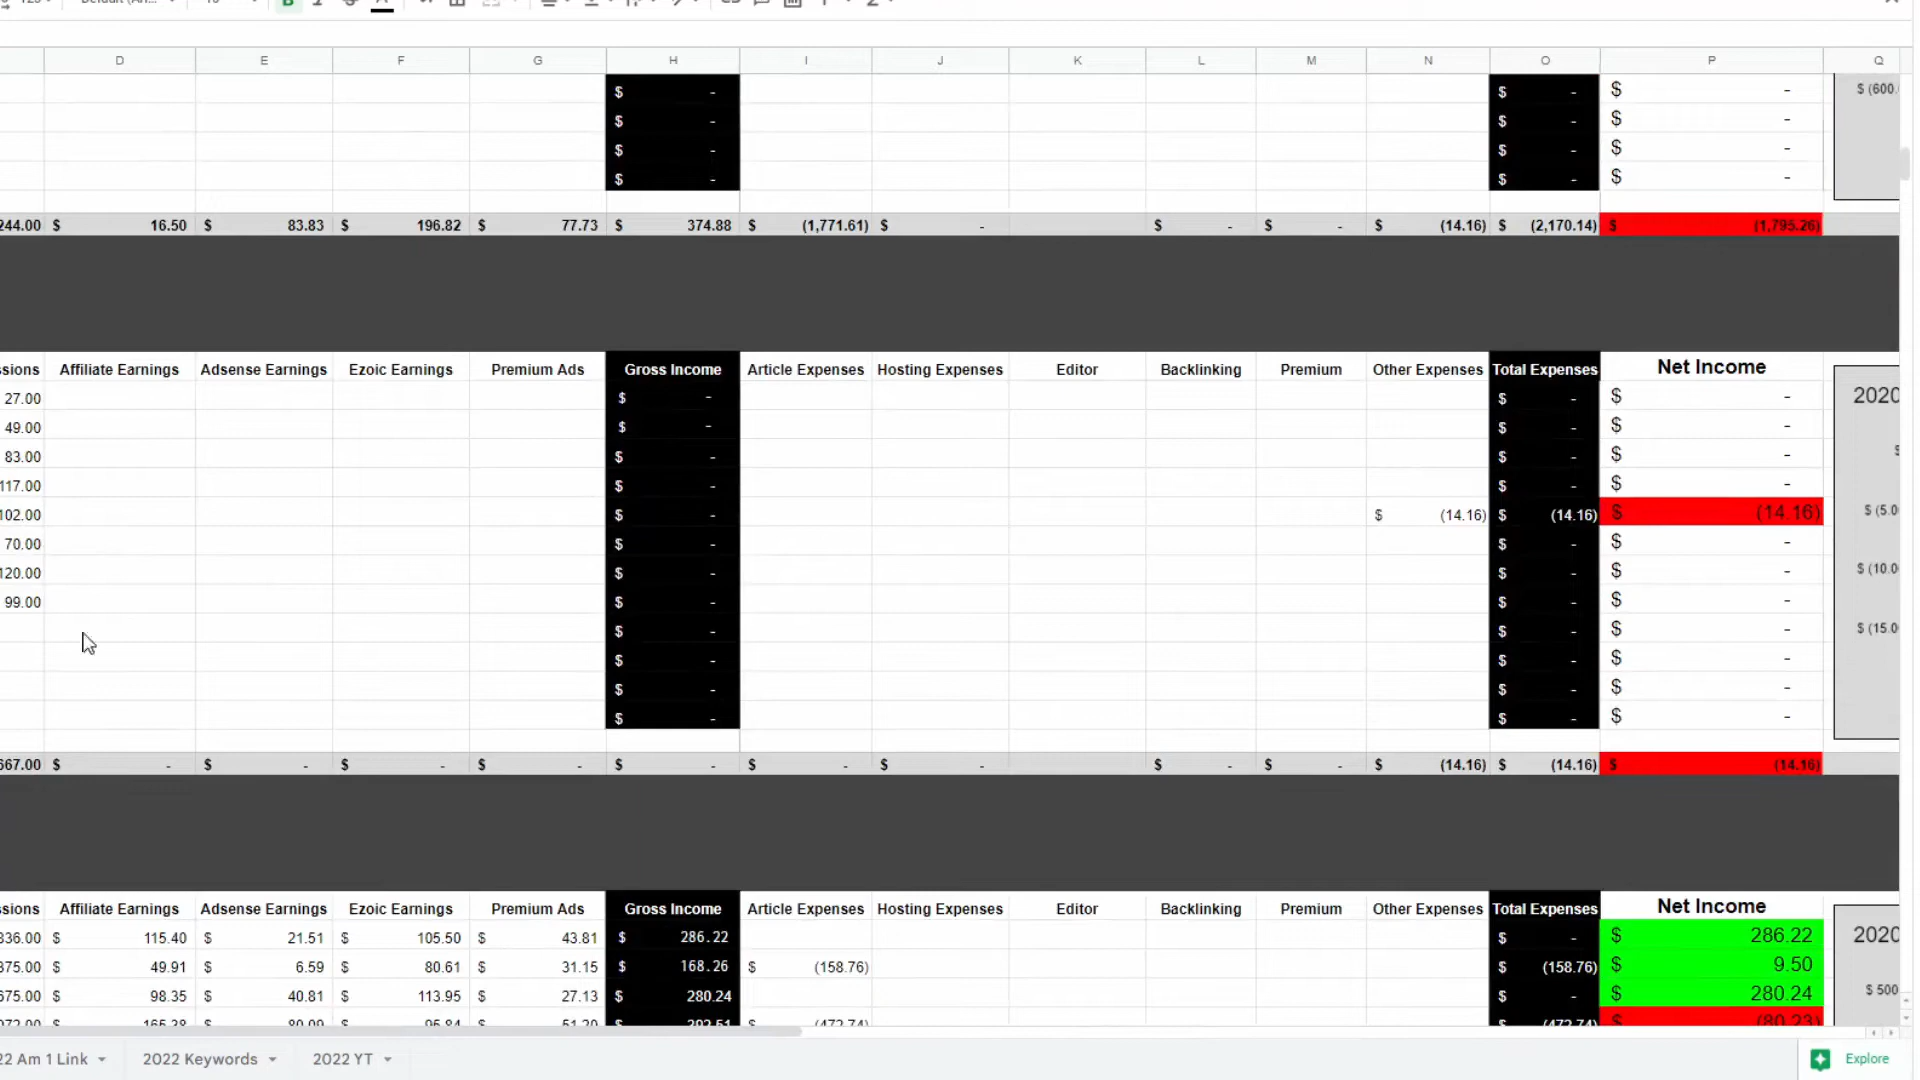 D E F G H I J K L M N O P Q
$ - $ - $ - $ (600.
$ - $ - $ -
$ - $ - $ -
$ - $ - $ -
244.00 $ 16.50 $ 83.83 $ 196.82 $ 77.73 $ 374.88 $ (1,771.61) $ - $ - $ - $ (14.16) $ (2,170.14) $ (1,795.26)
sions Affiliate Earnings Adsense Earnings Ezoic Earnings Premium Ads Gross Income Article Expenses Hosting Expenses Editor Backlinking Premium Other Expenses Total Expenses Net Income
27.00 $ - $ - $ - 2020
49.00 $ - $ - $ -
83.00 $ - $ - $ - $
117.00 $ - $ - $ -
102.00 $ - $ (14.16) $ (14.16) $ (14.16) $ (5.0
70.00 $ - $ - $ -
120.00 $ - $ - $ - $ (10.0
99.00 $ - $ - $ -
$ - $ - $ - $ (15.0
$ - $ - $ -
$ - $ - $ -
$ - $ - $ -
667.00 $ - $ - $ - $ - $ - $ - $ - $ - $ - $ (14.16) $ (14.16) $ (14.16)
sions Affiliate Earnings Adsense Earnings Ezoic Earnings Premium Ads Gross Income Article Expenses Hosting Expenses Editor Backlinking Premium Other Expenses Total Expenses Net Income
336.00 $ 115.40 $ 21.51 $ 105.50 $ 43.81 $ 286.22 $ - $ 286.22 2020
375.00 $ 49.91 $ 6.59 $ 80.61 $ 31.15 $ 168.26 $ (158.76) $ (158.76) $ 9.50
675.00 $ 98.35 $ 40.81 $ 113.95 $ 27.13 $ 280.24 $ - $ 280.24 $ 500
072.00 $ 165.38 $ 80.09 $ 95.84 $ 51.20 $ 392.51 $ (472.74) $ (472.74) $ (80.23)
22 Am 1 Link 2022 Keywords 2022 YT Explore